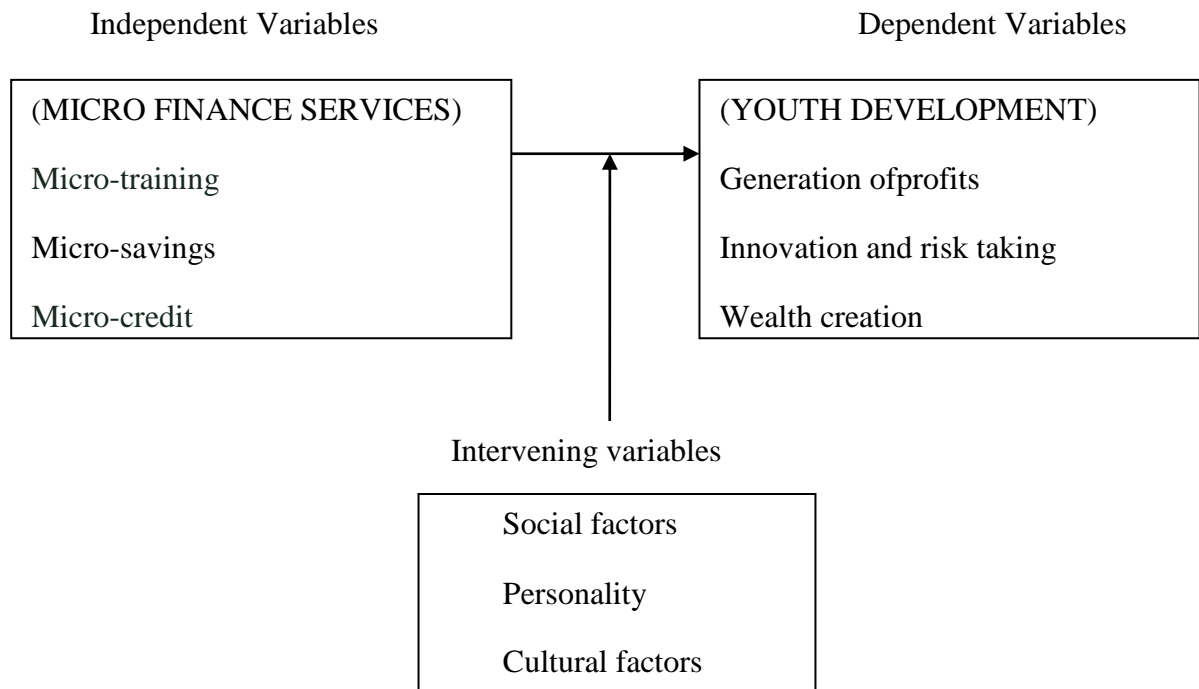 Independent Variables
Dependent Variables
(MICRO FINANCE SERVICES)
Micro-training
Micro-savings
Micro-credit
(YOUTH DEVELOPMENT)
Generation ofprofits
Innovation and risk taking
Wealth creation
Intervening variables
Social factors
Personality
Cultural factors